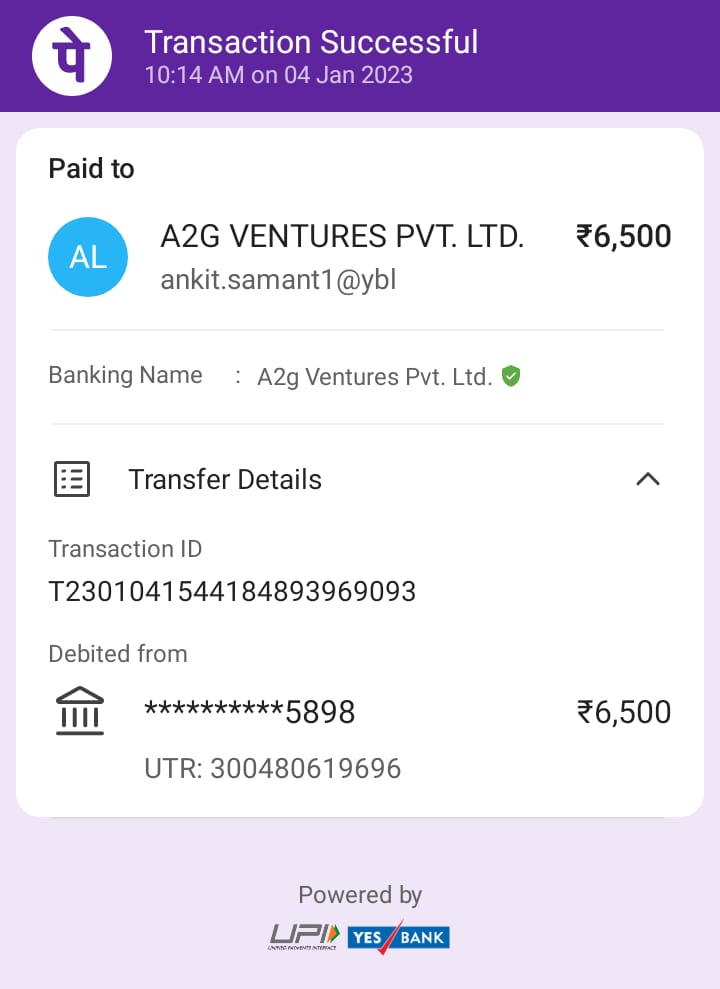 पे
Transaction Successful
10:14 AM on 04 Jan 2023
Paid to
AL
A2G VENTURES PVT. LTD. ₹6,500
ankit.samant1@ybl
Banking Name : A2g Ventures Pvt. Ltd.
Transfer Details
Transaction ID
T2301041544184893969093
Debited from
**********5898 ₹6,500
UTR: 300480619696
Powered by
UPI YES BANK
UNIFIED PAYMENTS INTERFACE